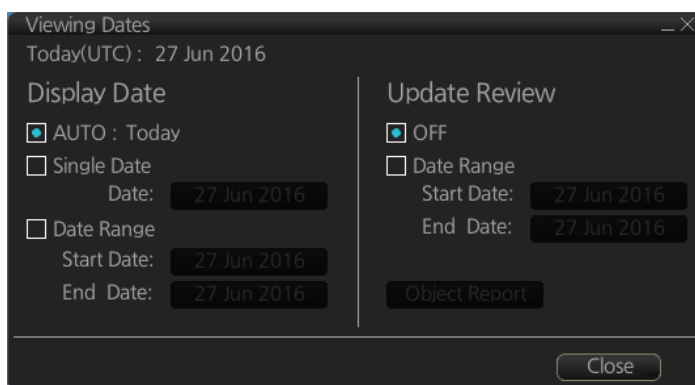 Viewing Dates
Today(UTC) : 27 Jun 2016
Display Date
AUTO : Today
Single Date
Date: 27 Jun 2016
Date Range
Start Date: 27 Jun 2016
End Date: 27 Jun 2016
Update Review
OFF
Date Range
Start Date: 27 Jun 2016
End Date: 27 Jun 2016
Object Report
Close